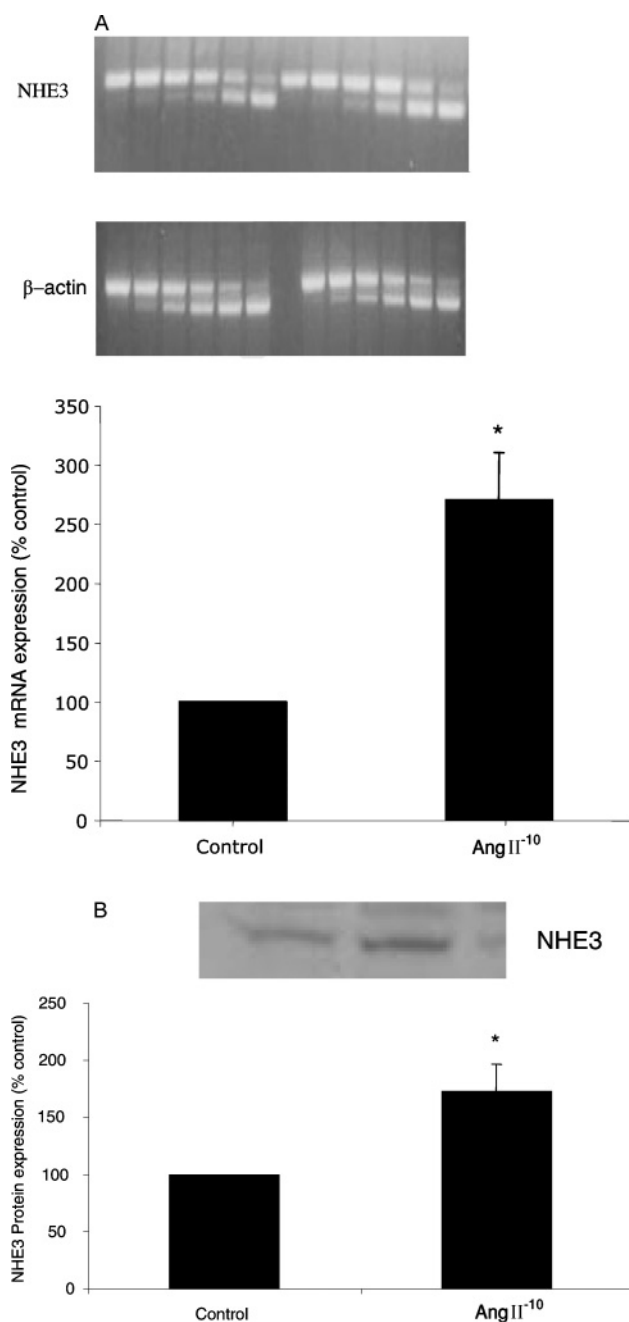 A
NHE3
β-actin
350
300
250
200
150
100
50
0
NHE3 mRNA expression (% control)
*
Control
Ang II⁻¹⁰
B
NHE3
250
200
150
100
50
0
NHE3 Protein expression (% control)
*
Control
Ang II⁻¹⁰